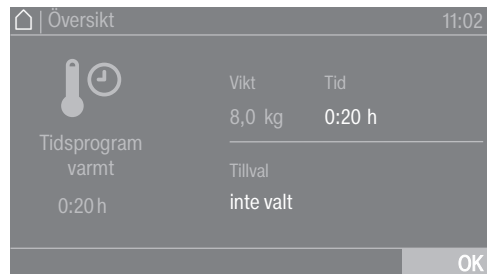 | Översikt 11:02
Vikt Tid
8,0 kg 0:20 h
Tidsprogram
varmt
0:20 h
Tillval
inte valt
OK